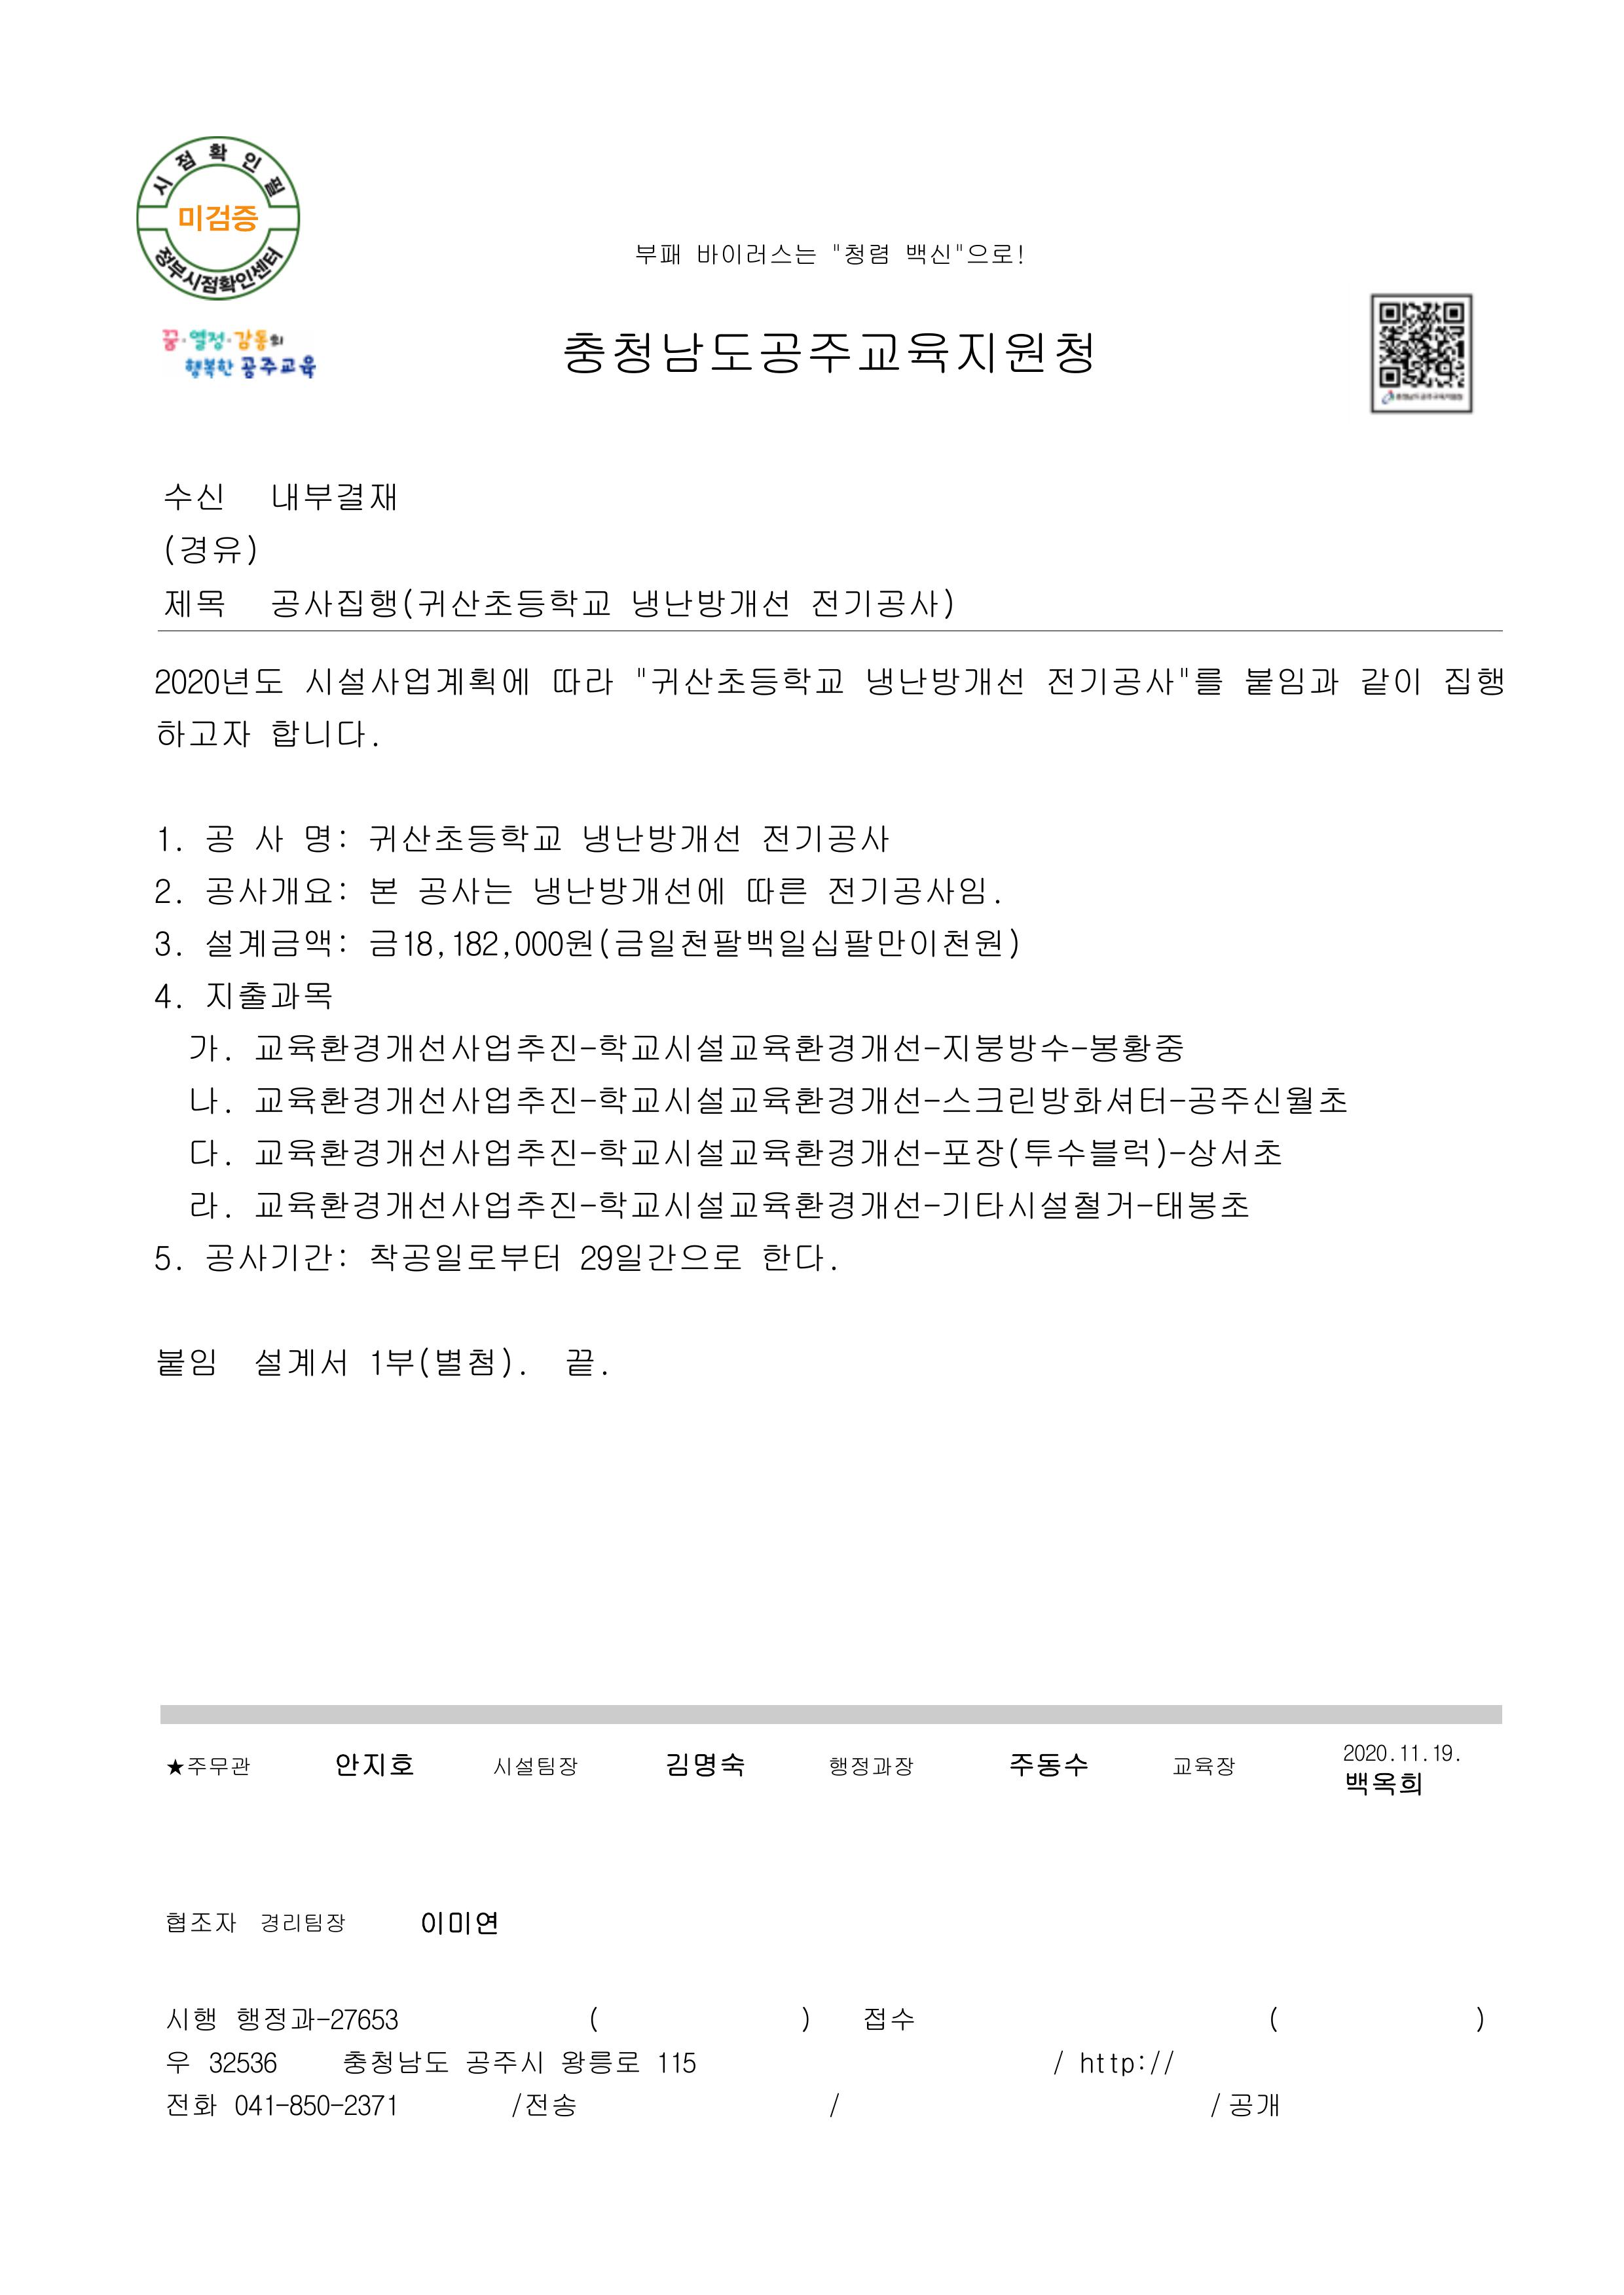 시점확인필
미검증
정부시점확인센터
부패 바이러스는 "청렴 백신"으로!
꿈·열정·감동의
행복한 공주교육
충청남도공주교육지원청
수신 내부결재
(경유)
제목 공사집행(귀산초등학교 냉난방개선 전기공사)
2020년도 시설사업계획에 따라 "귀산초등학교 냉난방개선 전기공사"를 붙임과 같이 집행
하고자 합니다.
1. 공 사 명: 귀산초등학교 냉난방개선 전기공사
2. 공사개요: 본 공사는 냉난방개선에 따른 전기공사임.
3. 설계금액: 금18,182,000원(금일천팔백일십팔만이천원)
4. 지출과목
가. 교육환경개선사업추진-학교시설교육환경개선-지붕방수-봉황중
나. 교육환경개선사업추진-학교시설교육환경개선-스크린방화셔터-공주신월초
다. 교육환경개선사업추진-학교시설교육환경개선-포장(투수블럭)-상서초
라. 교육환경개선사업추진-학교시설교육환경개선-기타시설철거-태봉초
5. 공사기간: 착공일로부터 29일간으로 한다.
붙임 설계서 1부(별첨). 끝.
★주무관 안지호 시설팀장 김명숙 행정과장 주동수 교육장 2020.11.19.
백옥희
협조자 경리팀장 이미연
시행 행정과-27653 ( ) 접수 ( )
우 32536 충청남도 공주시 왕릉로 115 / http://
전화 041-850-2371 /전송 / / 공개